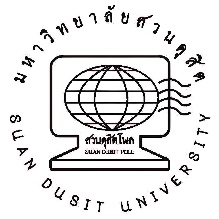 มหาวิทยาลัยสวนดุสิต
สวนดุสิตโพล
SUAN DUSIT POLL
SUAN DUSIT UNIVERSITY